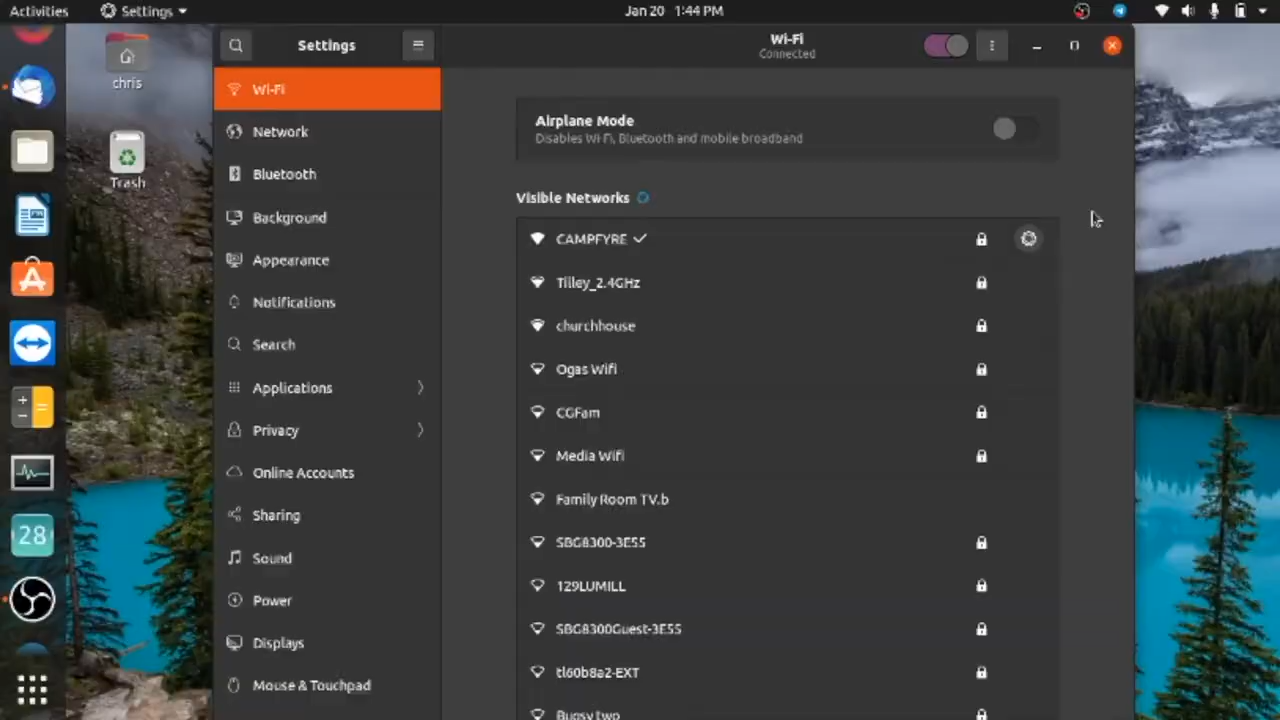 Activities
Settings
Jan 20 1:44 PM
chris
Trash
28
Settings
Wi-Fi
Connected
Wi-Fi
Network
Bluetooth
Background
Appearance
Notifications
Search
Applications
Privacy
Online Accounts
Sharing
Sound
Power
Displays
Mouse & Touchpad
Airplane Mode
Disables Wi-Fi, Bluetooth and mobile broadband
Visible Networks
CAMPFYRE
Tilley_2.4GHz
churchhouse
Ogas Wifi
CGFam
Media Wifi
Family Room TV.b
SBG8300-3E55
129LUMILL
SBG8300Guest-3E55
tl60b8a2-EXT
Bugsy two